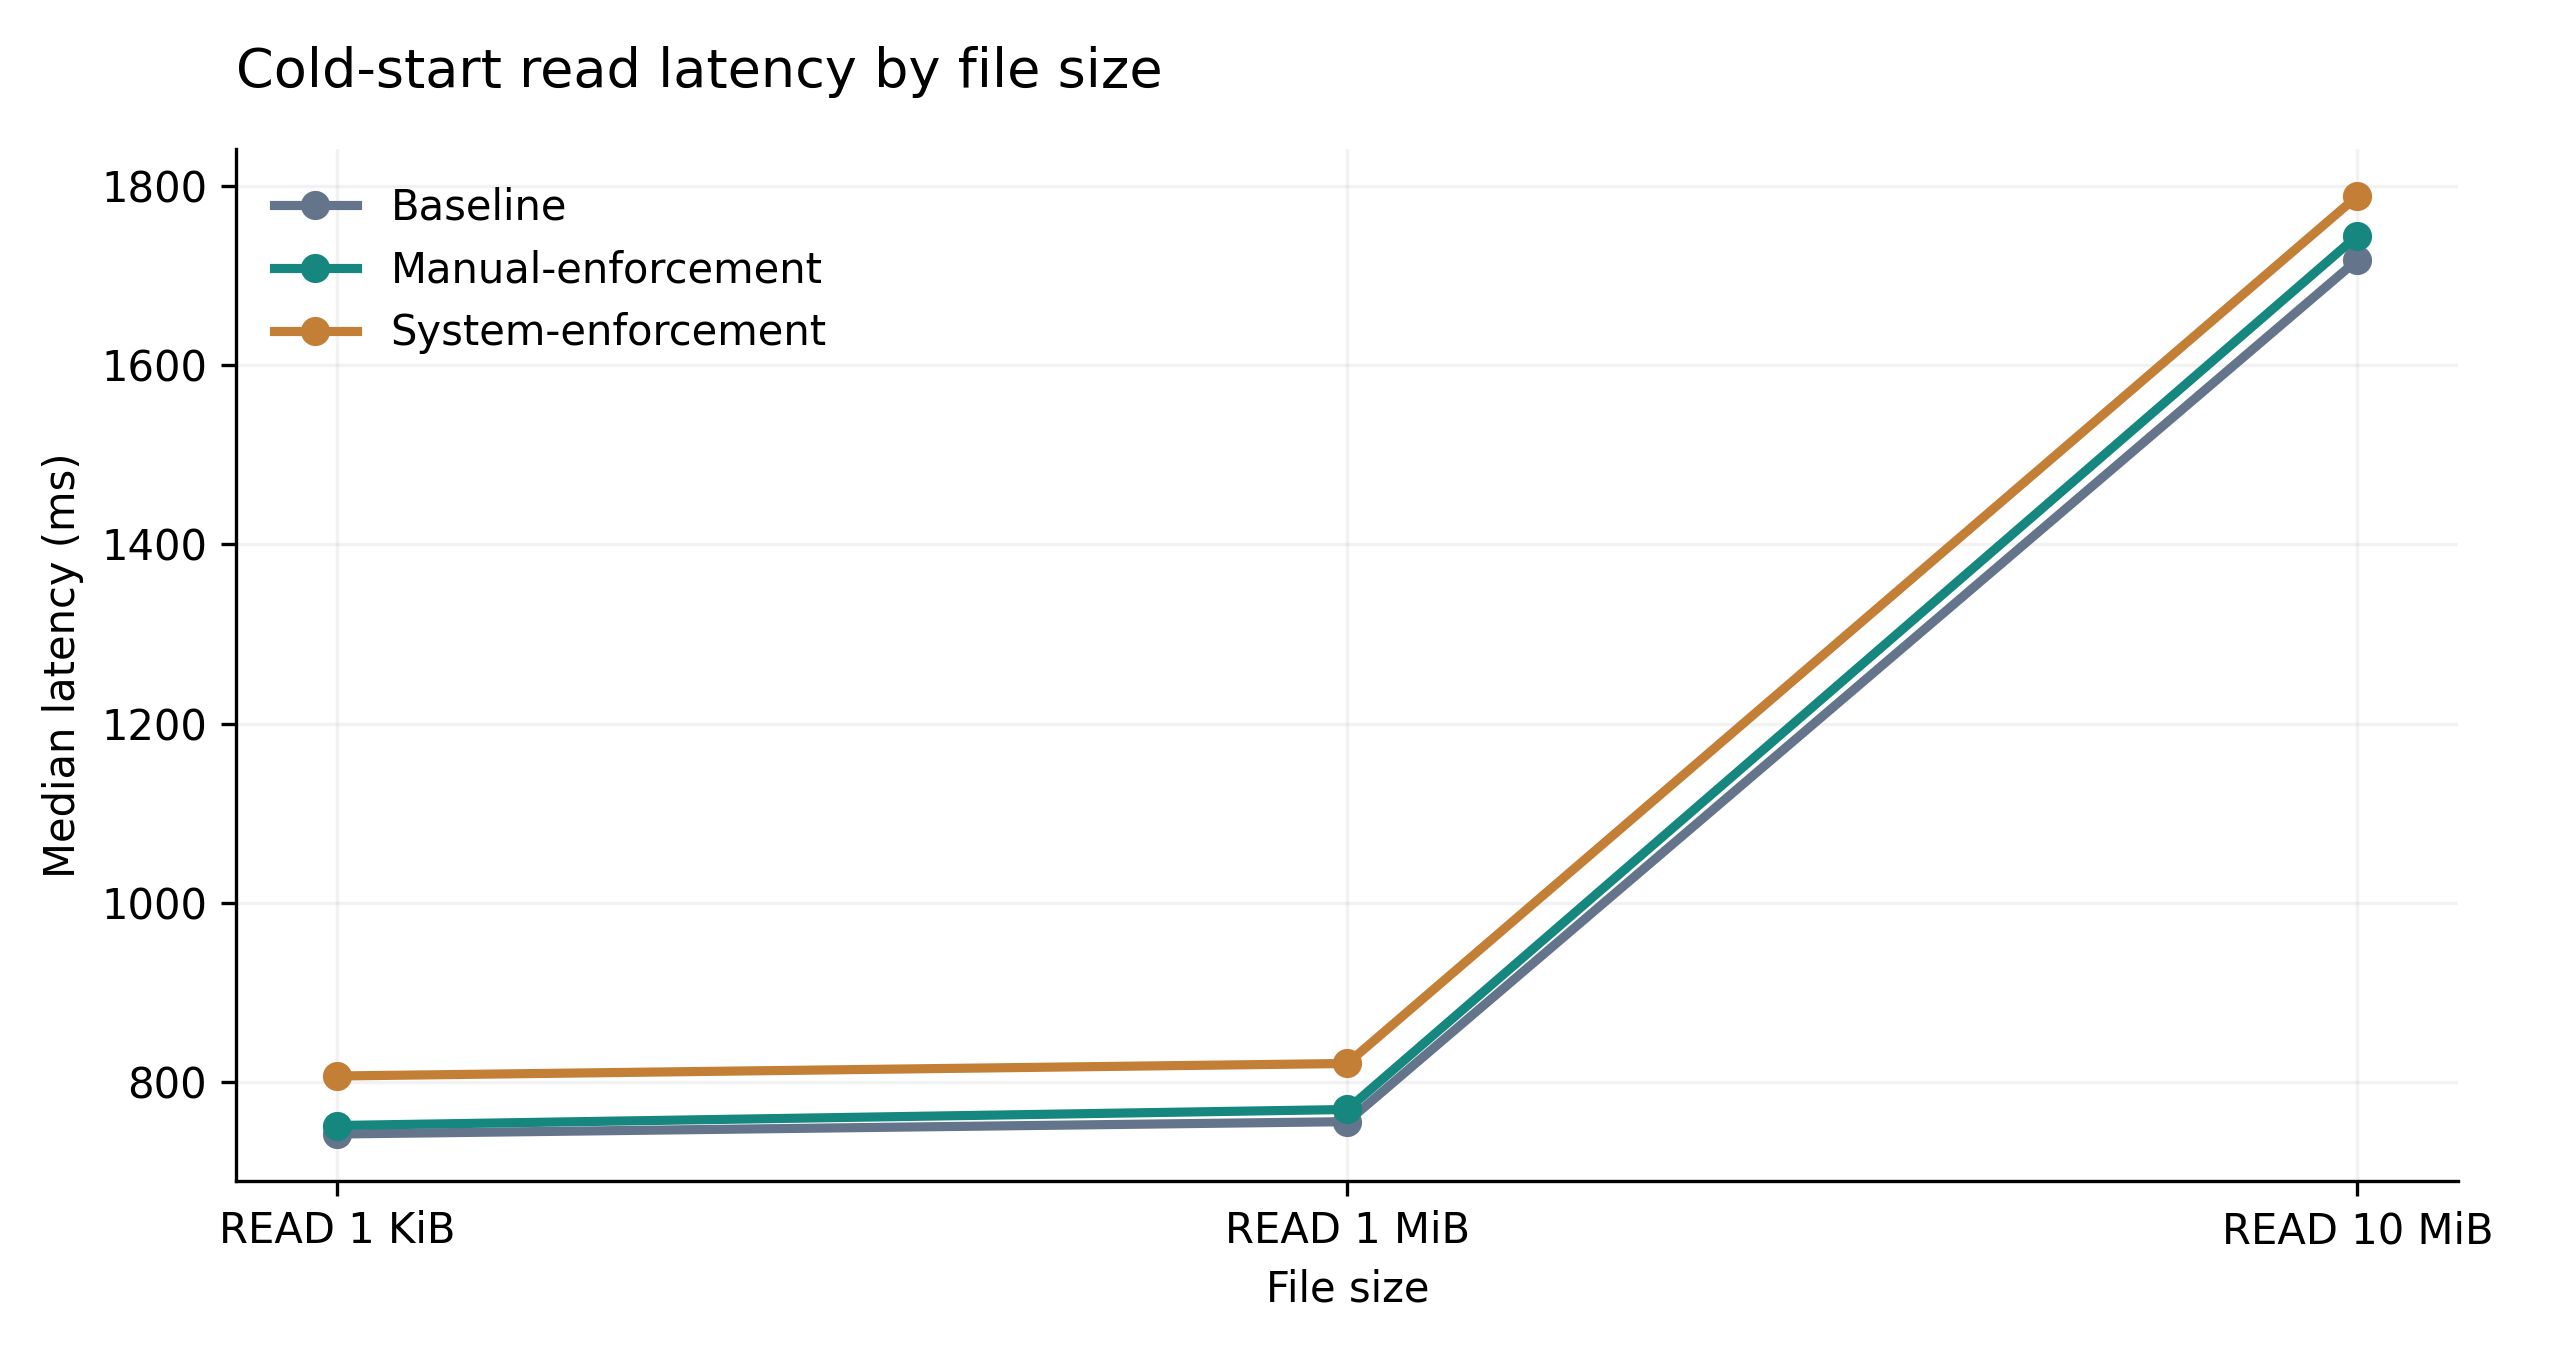 Cold-start read latency by file size
Baseline
Manual-enforcement
System-enforcement
1800
1600
1400
1200
1000
800
Median latency (ms)
READ 1 KiB
READ 1 MiB
READ 10 MiB
File size